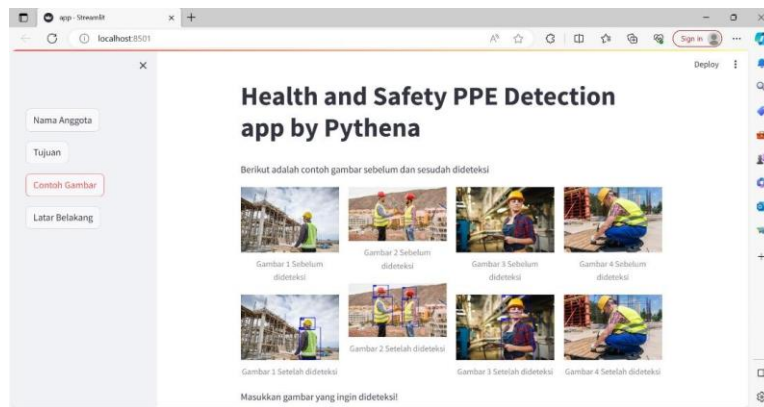 app · Streamlit
localhost:8501
Sign in
Deploy
Nama Anggota
Tujuan
Contoh Gambar
Latar Belakang
Health and Safety PPE Detection
app by Pythena
Berikut adalah contoh gambar sebelum dan sesudah dideteksi
Gambar 1 Sebelum
dideteksi
Gambar 2 Sebelum
dideteksi
Gambar 3 Sebelum
dideteksi
Gambar 4 Sebelum
dideteksi
Gambar 1 Setelah dideteksi
Gambar 2 Setelah dideteksi
Gambar 3 Setelah dideteksi
Gambar 4 Setelah dideteksi
Masukkan gambar yang ingin dideteksi!